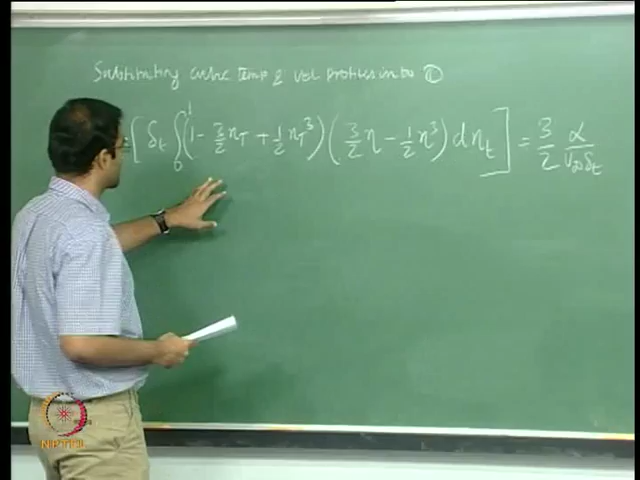 Substituting cubic Temp & vel profiles into ①
= [ δt ∫₀¹ (1 - 3/2 ηT + 1/2 ηT³) (3/2 η - 1/2 η³) dηt ] = 3/2 α/(U∞ δt)
NPTEL